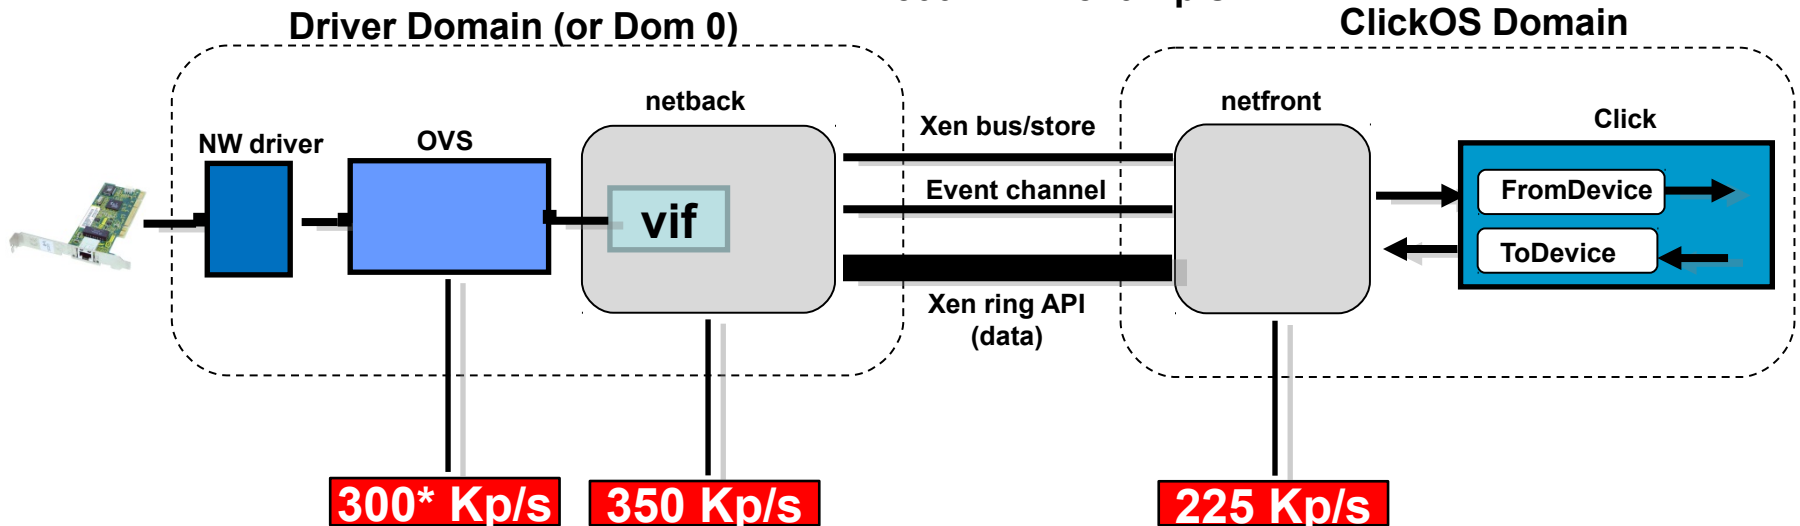 Driver Domain (or Dom 0)
ClickOS Domain
netback
netfront
Xen bus/store
Click
NW driver
OVS
FromDevice
Event channel
vif
ToDevice
Xen ring API
(data)
300* Kp/s
350 Kp/s
225 Kp/s